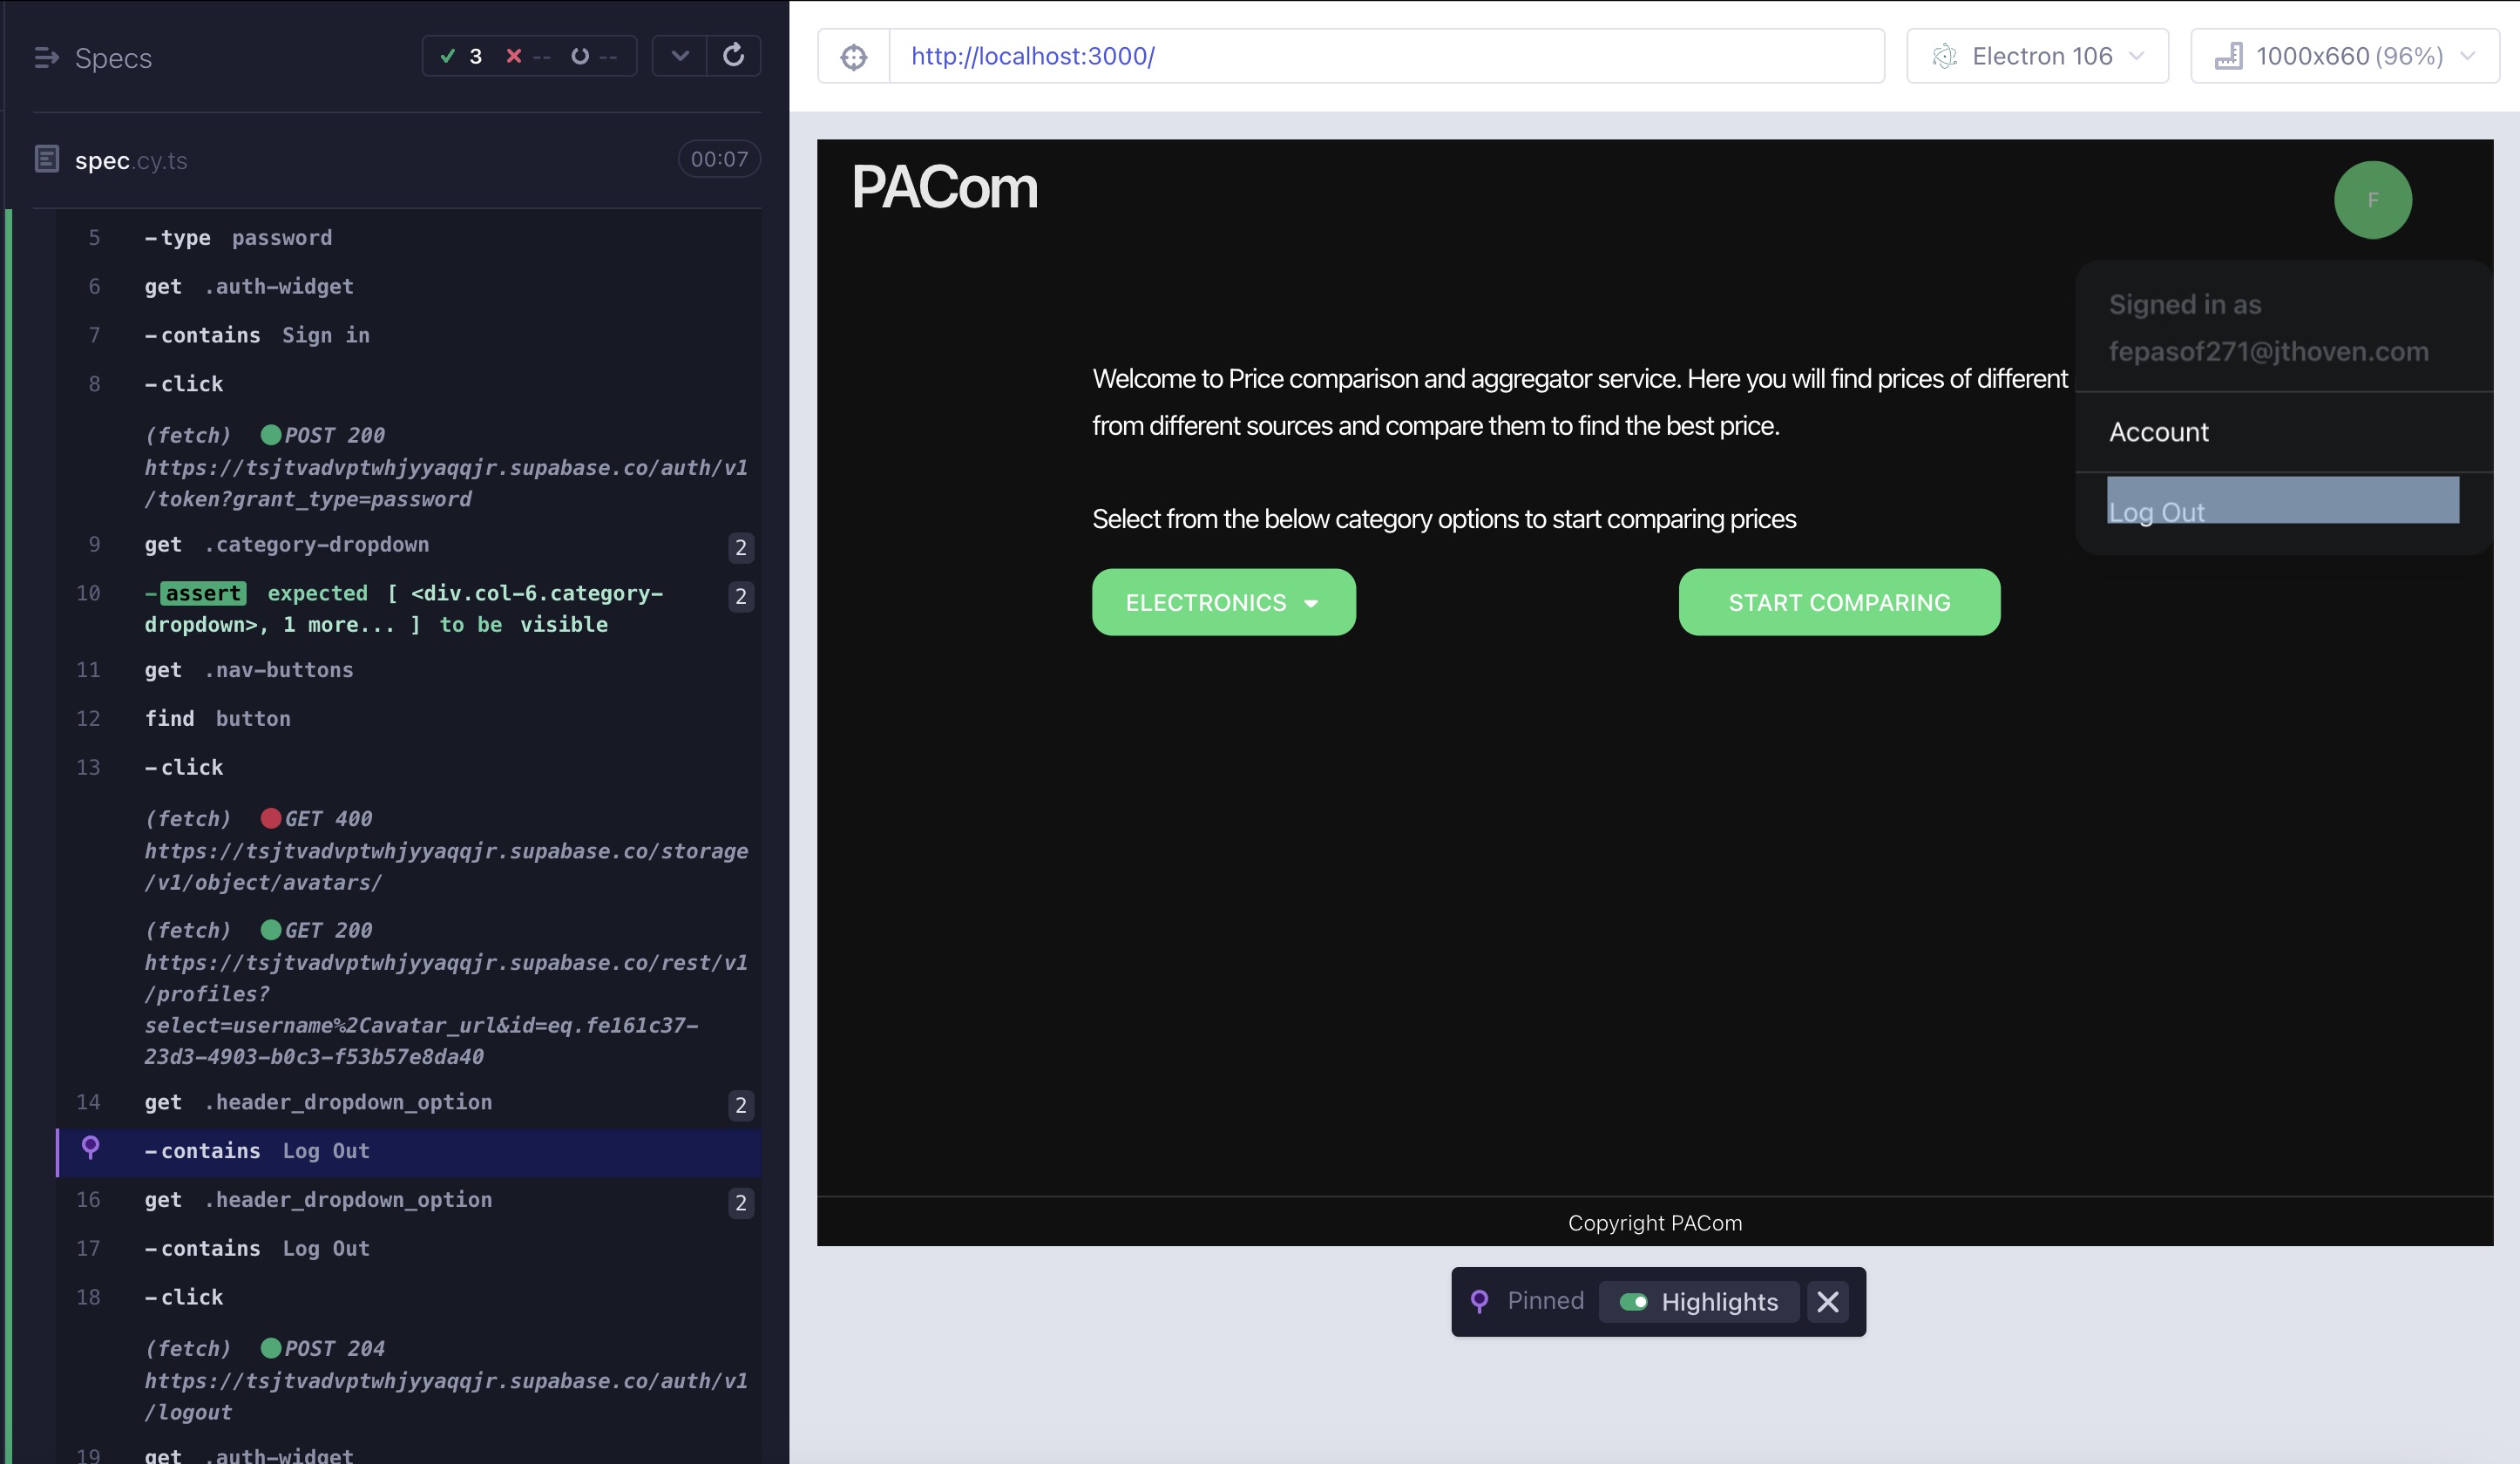 Specs
3 -- --
spec.cy.ts
00:07
5 -type password
6 get .auth-widget
7 -contains Sign in
8 -click
(fetch) POST 200
https://tsjtvadvptwhjyyaqqjr.supabase.co/auth/v1
/token?grant_type=password
9 get .category-dropdown 2
10 -assert expected [ <div.col-6.category-
dropdown>, 1 more... ] to be visible 2
11 get .nav-buttons
12 find button
13 -click
(fetch) GET 400
https://tsjtvadvptwhjyyaqqjr.supabase.co/storage
/v1/object/avatars/
(fetch) GET 200
https://tsjtvadvptwhjyyaqqjr.supabase.co/rest/v1
/profiles?
select=username%2Cavatar_url&id=eq.fe161c37-
23d3-4903-b0c3-f53b57e8da40
14 get .header_dropdown_option 2
-contains Log Out
16 get .header_dropdown_option 2
17 -contains Log Out
18 -click
(fetch) POST 204
https://tsjtvadvptwhjyyaqqjr.supabase.co/auth/v1
/logout
19 get .auth-widget
http://localhost:3000/
Electron 106
1000x660 (96%)
PACom
F
Signed in as
fepasof271@jthoven.com
Account
Log Out
Welcome to Price comparison and aggregator service. Here you will find prices of different
from different sources and compare them to find the best price.
Select from the below category options to start comparing prices
ELECTRONICS
START COMPARING
Copyright PACom
Pinned
Highlights